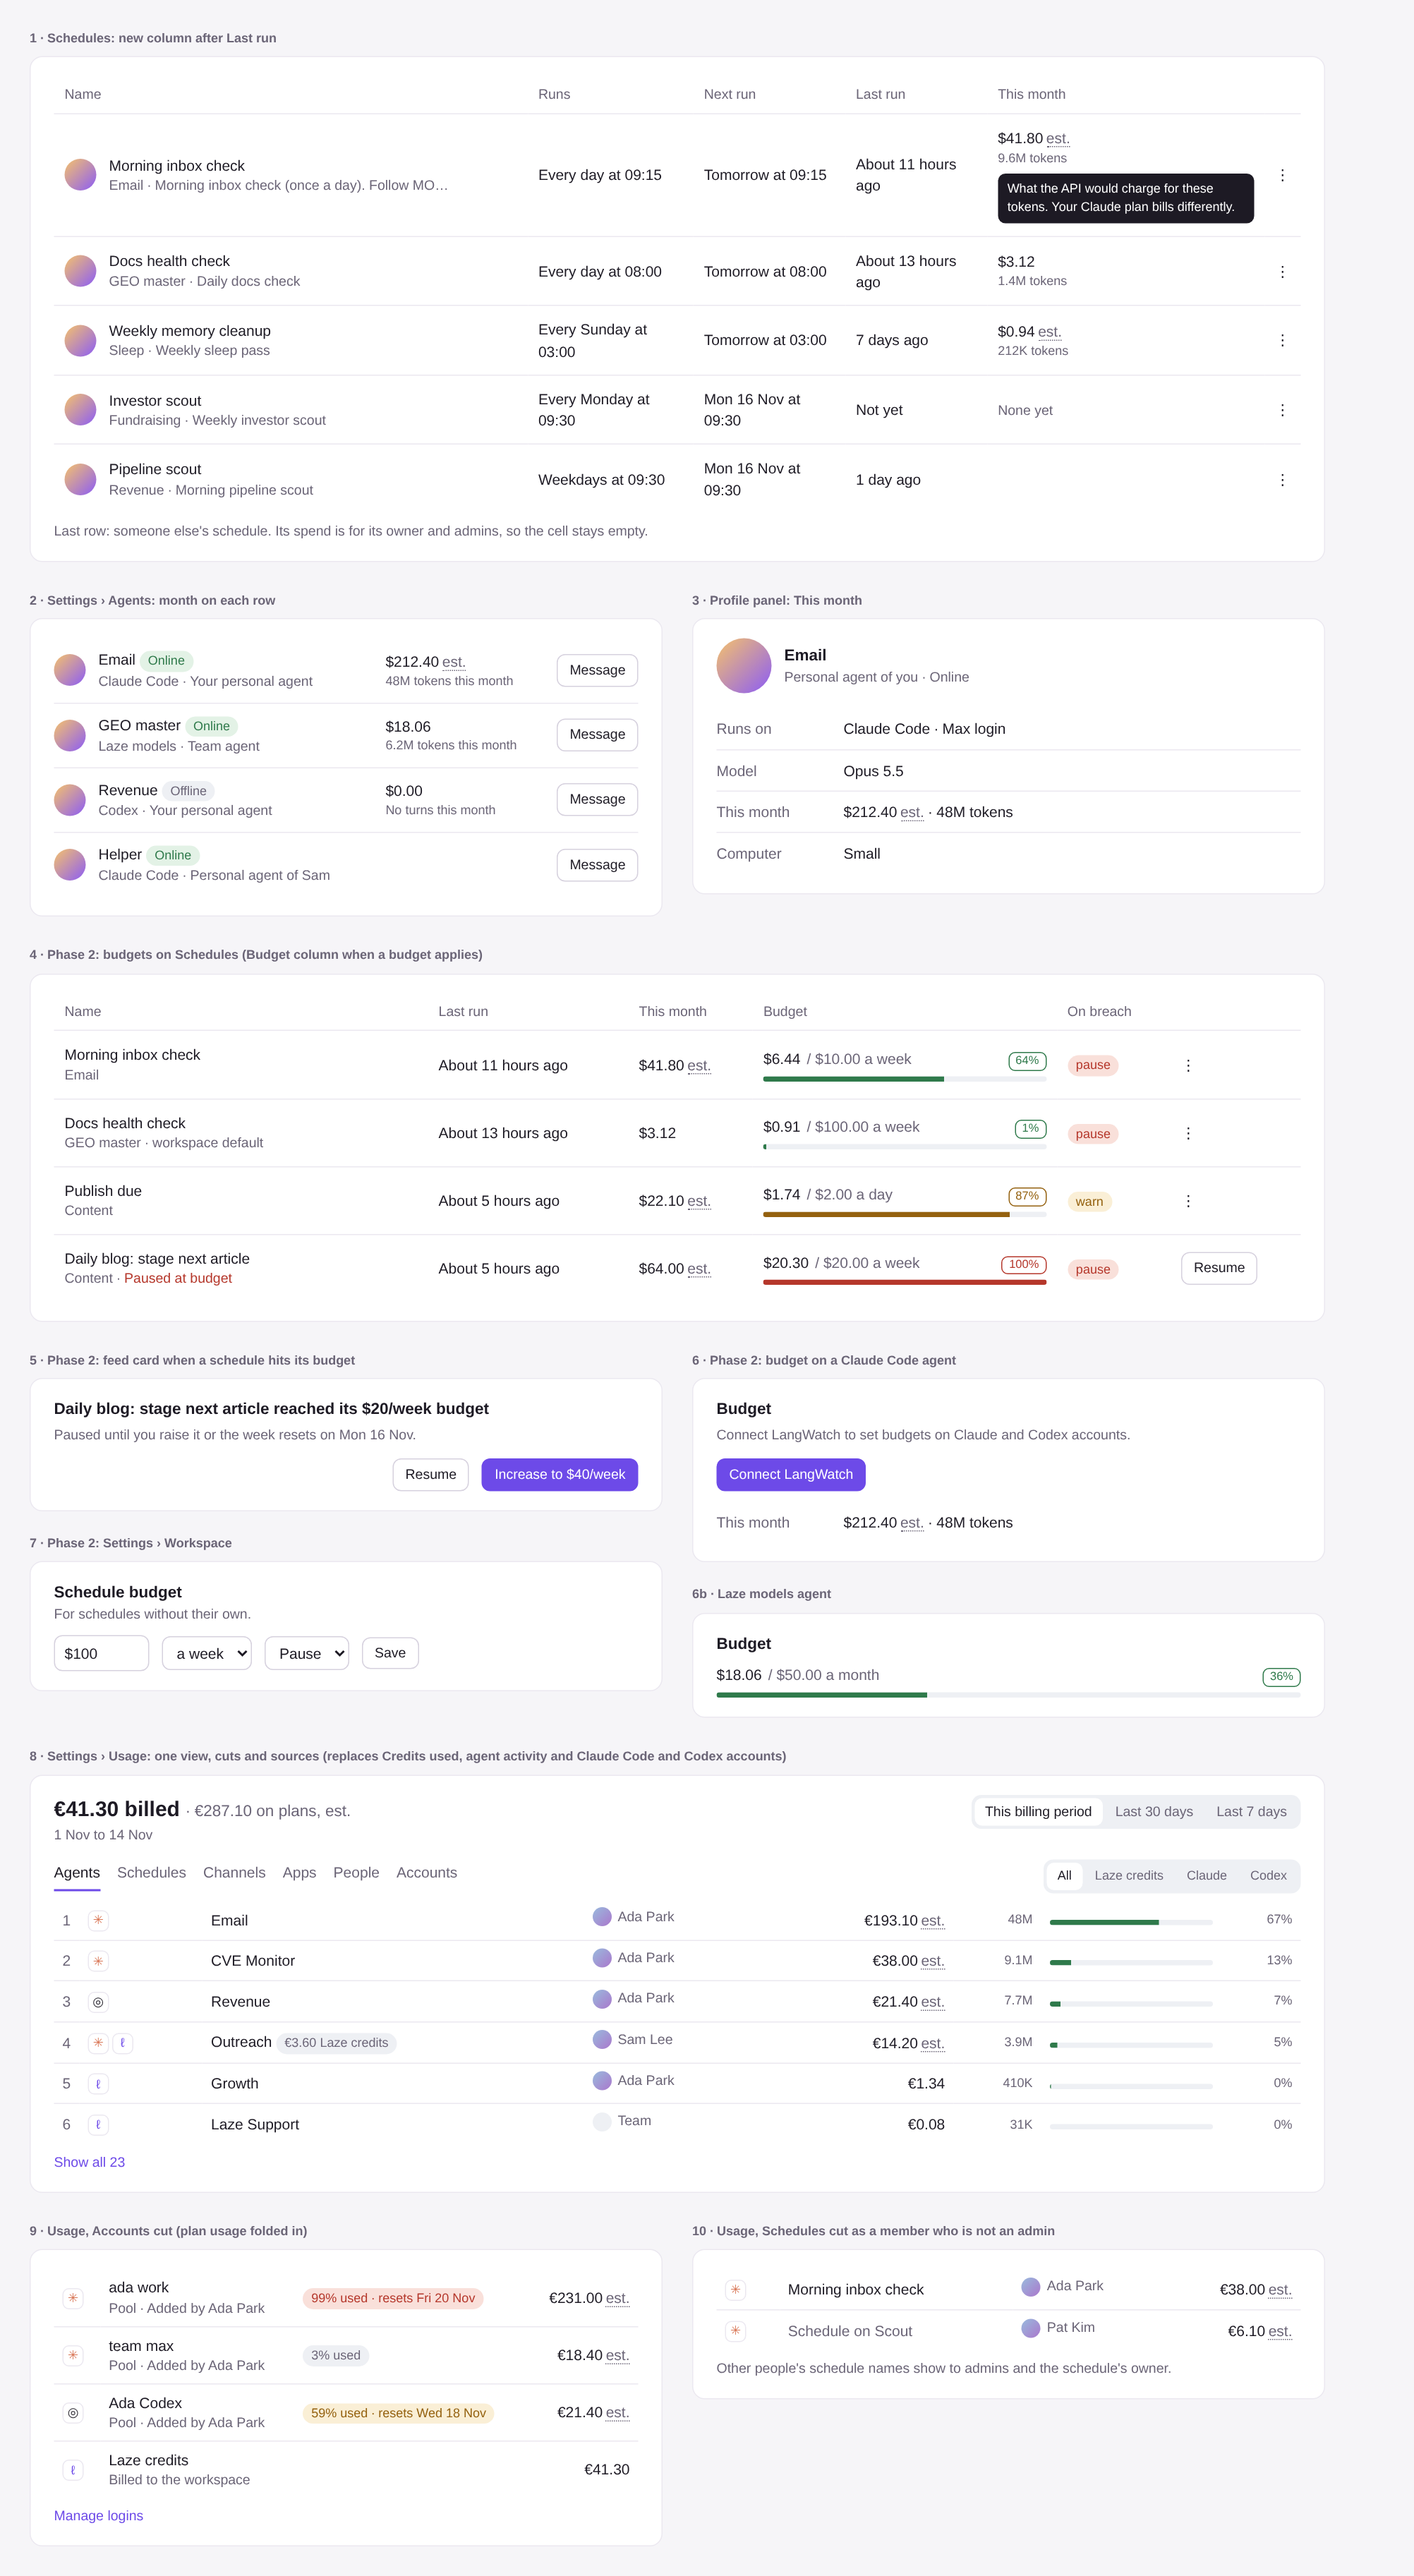 1 · Schedules: new column after Last run
Name Runs Next run Last run This month
Morning inbox check
Email · Morning inbox check (once a day). Follow MO…
Every day at 09:15
Tomorrow at 09:15
About 11 hours
ago
$41.80 est.
9.6M tokens
What the API would charge for these
tokens. Your Claude plan bills differently.
⋮
Docs health check
GEO master · Daily docs check
Every day at 08:00
Tomorrow at 08:00
About 13 hours
ago
$3.12
1.4M tokens
⋮
Weekly memory cleanup
Sleep · Weekly sleep pass
Every Sunday at
03:00
Tomorrow at 03:00
7 days ago
$0.94 est.
212K tokens
⋮
Investor scout
Fundraising · Weekly investor scout
Every Monday at
09:30
Mon 16 Nov at
09:30
Not yet
None yet
⋮
Pipeline scout
Revenue · Morning pipeline scout
Weekdays at 09:30
Mon 16 Nov at
09:30
1 day ago
⋮
Last row: someone else's schedule. Its spend is for its owner and admins, so the cell stays empty.
2 · Settings › Agents: month on each row
Email Online
Claude Code · Your personal agent
$212.40 est.
48M tokens this month
Message
GEO master Online
Laze models · Team agent
$18.06
6.2M tokens this month
Message
Revenue Offline
Codex · Your personal agent
$0.00
No turns this month
Message
Helper Online
Claude Code · Personal agent of Sam
Message
3 · Profile panel: This month
Email
Personal agent of you · Online
Runs on Claude Code · Max login
Model Opus 5.5
This month $212.40 est. · 48M tokens
Computer Small
4 · Phase 2: budgets on Schedules (Budget column when a budget applies)
Name Last run This month Budget On breach
Morning inbox check
Email
About 11 hours ago
$41.80 est.
$6.44 / $10.00 a week 64%
pause
⋮
Docs health check
GEO master · workspace default
About 13 hours ago
$3.12
$0.91 / $100.00 a week 1%
pause
⋮
Publish due
Content
About 5 hours ago
$22.10 est.
$1.74 / $2.00 a day 87%
warn
⋮
Daily blog: stage next article
Content · Paused at budget
About 5 hours ago
$64.00 est.
$20.30 / $20.00 a week 100%
pause
Resume
5 · Phase 2: feed card when a schedule hits its budget
Daily blog: stage next article reached its $20/week budget
Paused until you raise it or the week resets on Mon 16 Nov.
Resume Increase to $40/week
6 · Phase 2: budget on a Claude Code agent
Budget
Connect LangWatch to set budgets on Claude and Codex accounts.
Connect LangWatch
This month $212.40 est. · 48M tokens
7 · Phase 2: Settings › Workspace
Schedule budget
For schedules without their own.
$100 a week Pause Save
6b · Laze models agent
Budget
$18.06 / $50.00 a month 36%
8 · Settings › Usage: one view, cuts and sources (replaces Credits used, agent activity and Claude Code and Codex accounts)
€41.30 billed · €287.10 on plans, est.
1 Nov to 14 Nov
This billing period Last 30 days Last 7 days
Agents Schedules Channels Apps People Accounts
All Laze credits Claude Codex
1 ✳ Email Ada Park €193.10 est. 48M 67%
2 ✳ CVE Monitor Ada Park €38.00 est. 9.1M 13%
3 ◎ Revenue Ada Park €21.40 est. 7.7M 7%
4 ✳ ℓ Outreach €3.60 Laze credits Sam Lee €14.20 est. 3.9M 5%
5 ℓ Growth Ada Park €1.34 410K 0%
6 ℓ Laze Support Team €0.08 31K 0%
Show all 23
9 · Usage, Accounts cut (plan usage folded in)
✳ ada work
Pool · Added by Ada Park
99% used · resets Fri 20 Nov
€231.00 est.
✳ team max
Pool · Added by Ada Park
3% used
€18.40 est.
◎ Ada Codex
Pool · Added by Ada Park
59% used · resets Wed 18 Nov
€21.40 est.
ℓ Laze credits
Billed to the workspace
€41.30
Manage logins
10 · Usage, Schedules cut as a member who is not an admin
✳ Morning inbox check Ada Park €38.00 est.
✳ Schedule on Scout Pat Kim €6.10 est.
Other people's schedule names show to admins and the schedule's owner.